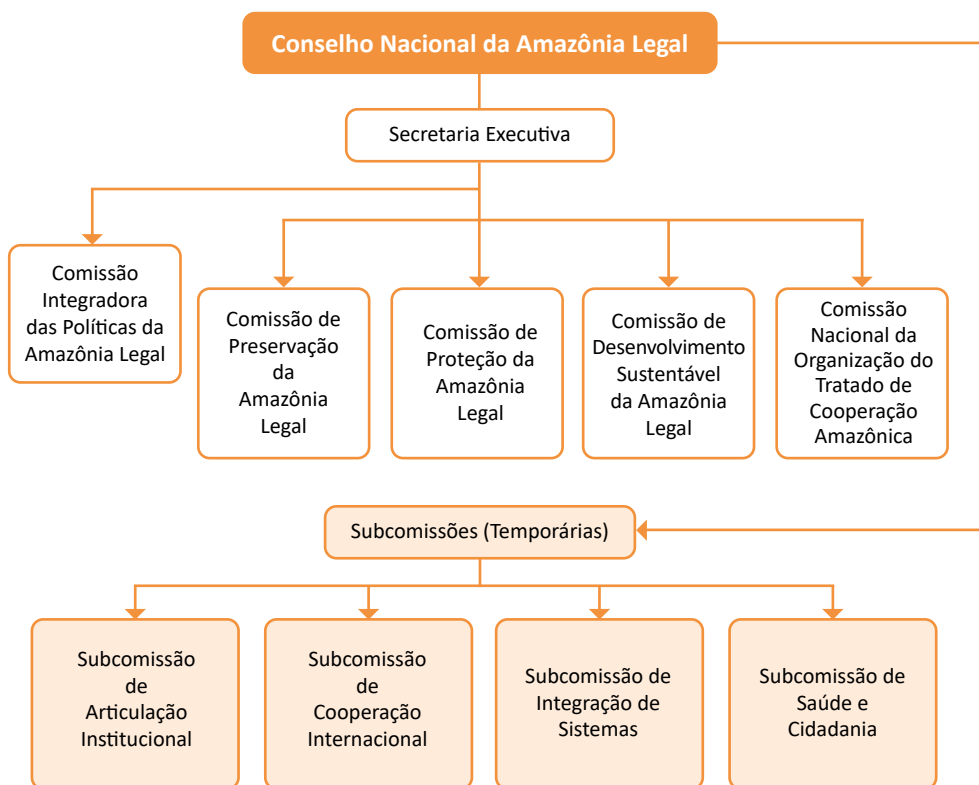 Conselho Nacional da Amazônia Legal
Secretaria Executiva
Comissão
Integradora
das Políticas da
Amazônia Legal
Comissão de
Preservação
da
Amazônia
Legal
Comissão de
Proteção da
Amazônia
Legal
Comissão de
Desenvolvimento
Sustentável
da Amazônia
Legal
Comissão
Nacional da
Organização do
Tratado de
Cooperação
Amazônica
Subcomissões (Temporárias)
Subcomissão
de
Articulação
Institucional
Subcomissão
de
Cooperação
Internacional
Subcomissão de
Integração de
Sistemas
Subcomissão de
Saúde e
Cidadania